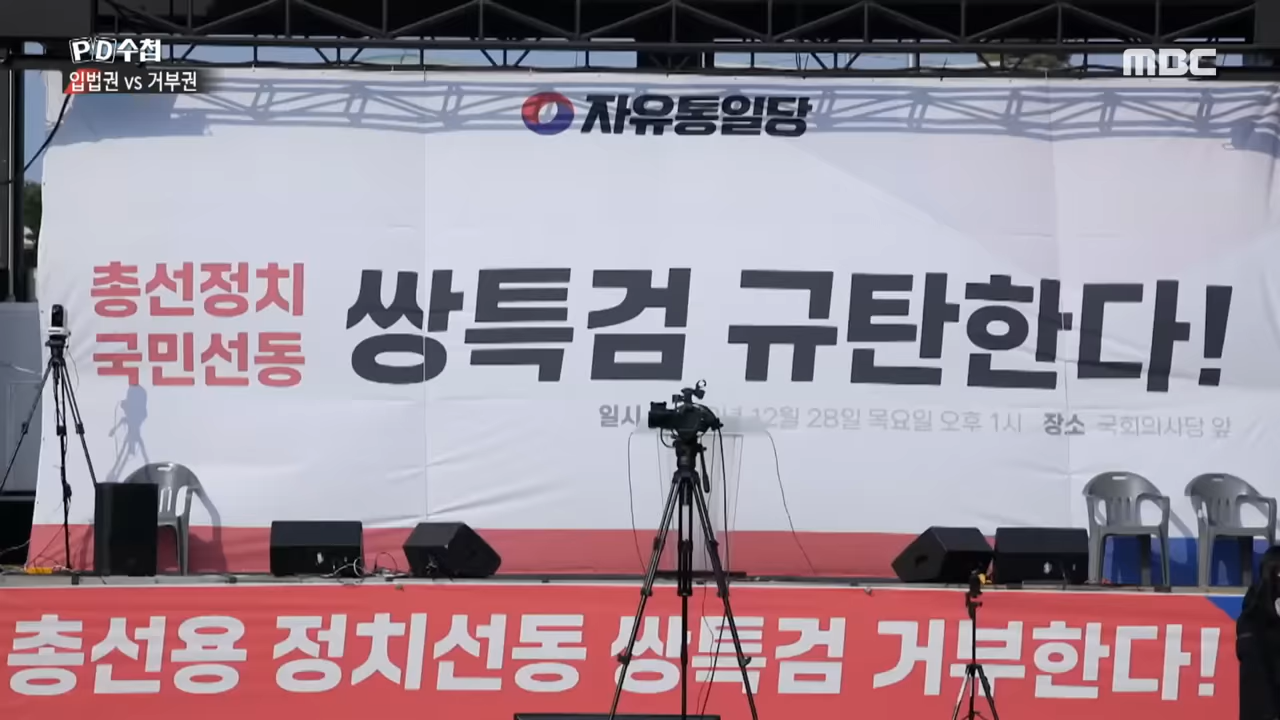 PD수첩
입법권 vs 거부권
MBC
자유통일당
총선정치
국민선동
쌍특검 규탄한다!
일시 년 12월 28일 목요일 오후 1시 장소 국회의사당 앞
총선용 정치선동 쌍특검 거부한다!